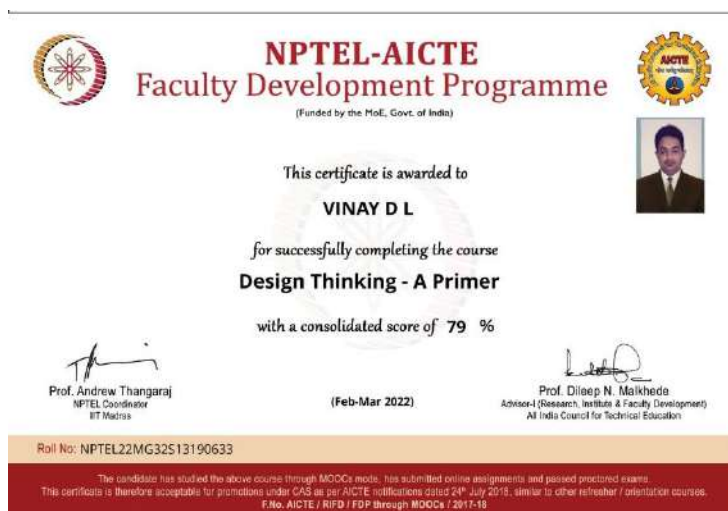 NPTEL-AICTE
Faculty Development Programme
(Funded by the MoE, Govt. of India)
AICTE
This certificate is awarded to
VINAY D L
for successfully completing the course
Design Thinking - A Primer
with a consolidated score of 79 %
Prof. Andrew Thangaraj
NPTEL Coordinator
IIT Madras
(Feb-Mar 2022)
Prof. Dileep N. Malkhede
Advisor-I (Research, Institute & Faculty Development)
All India Council for Technical Education
Roll No: NPTEL22MG32S13190633
The candidate has studied the above course through MOOCs mode, has submitted online assignments and passed proctored exams.
This certificate is therefore acceptable for promotions under CAS as per AICTE notifications dated 24th July 2018, similar to other refresher / orientation courses.
F.No. AICTE / RIFD / FDP through MOOCs / 2017-18